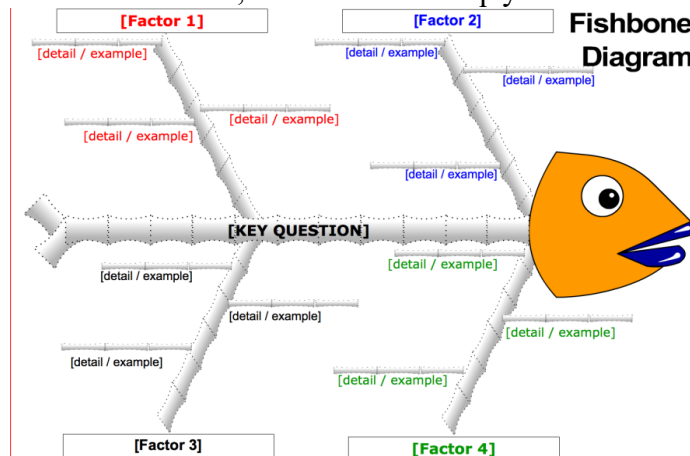 [Factor 1]
[Factor 2]
Fishbone
Diagram
[detail / example]
[detail / example]
[detail / example]
[detail / example]
[detail / example]
[detail / example]
[KEY QUESTION]
[detail / example]
[detail / example]
[detail / example]
[detail / example]
[detail / example]
[detail / example]
[Factor 3]
[Factor 4]